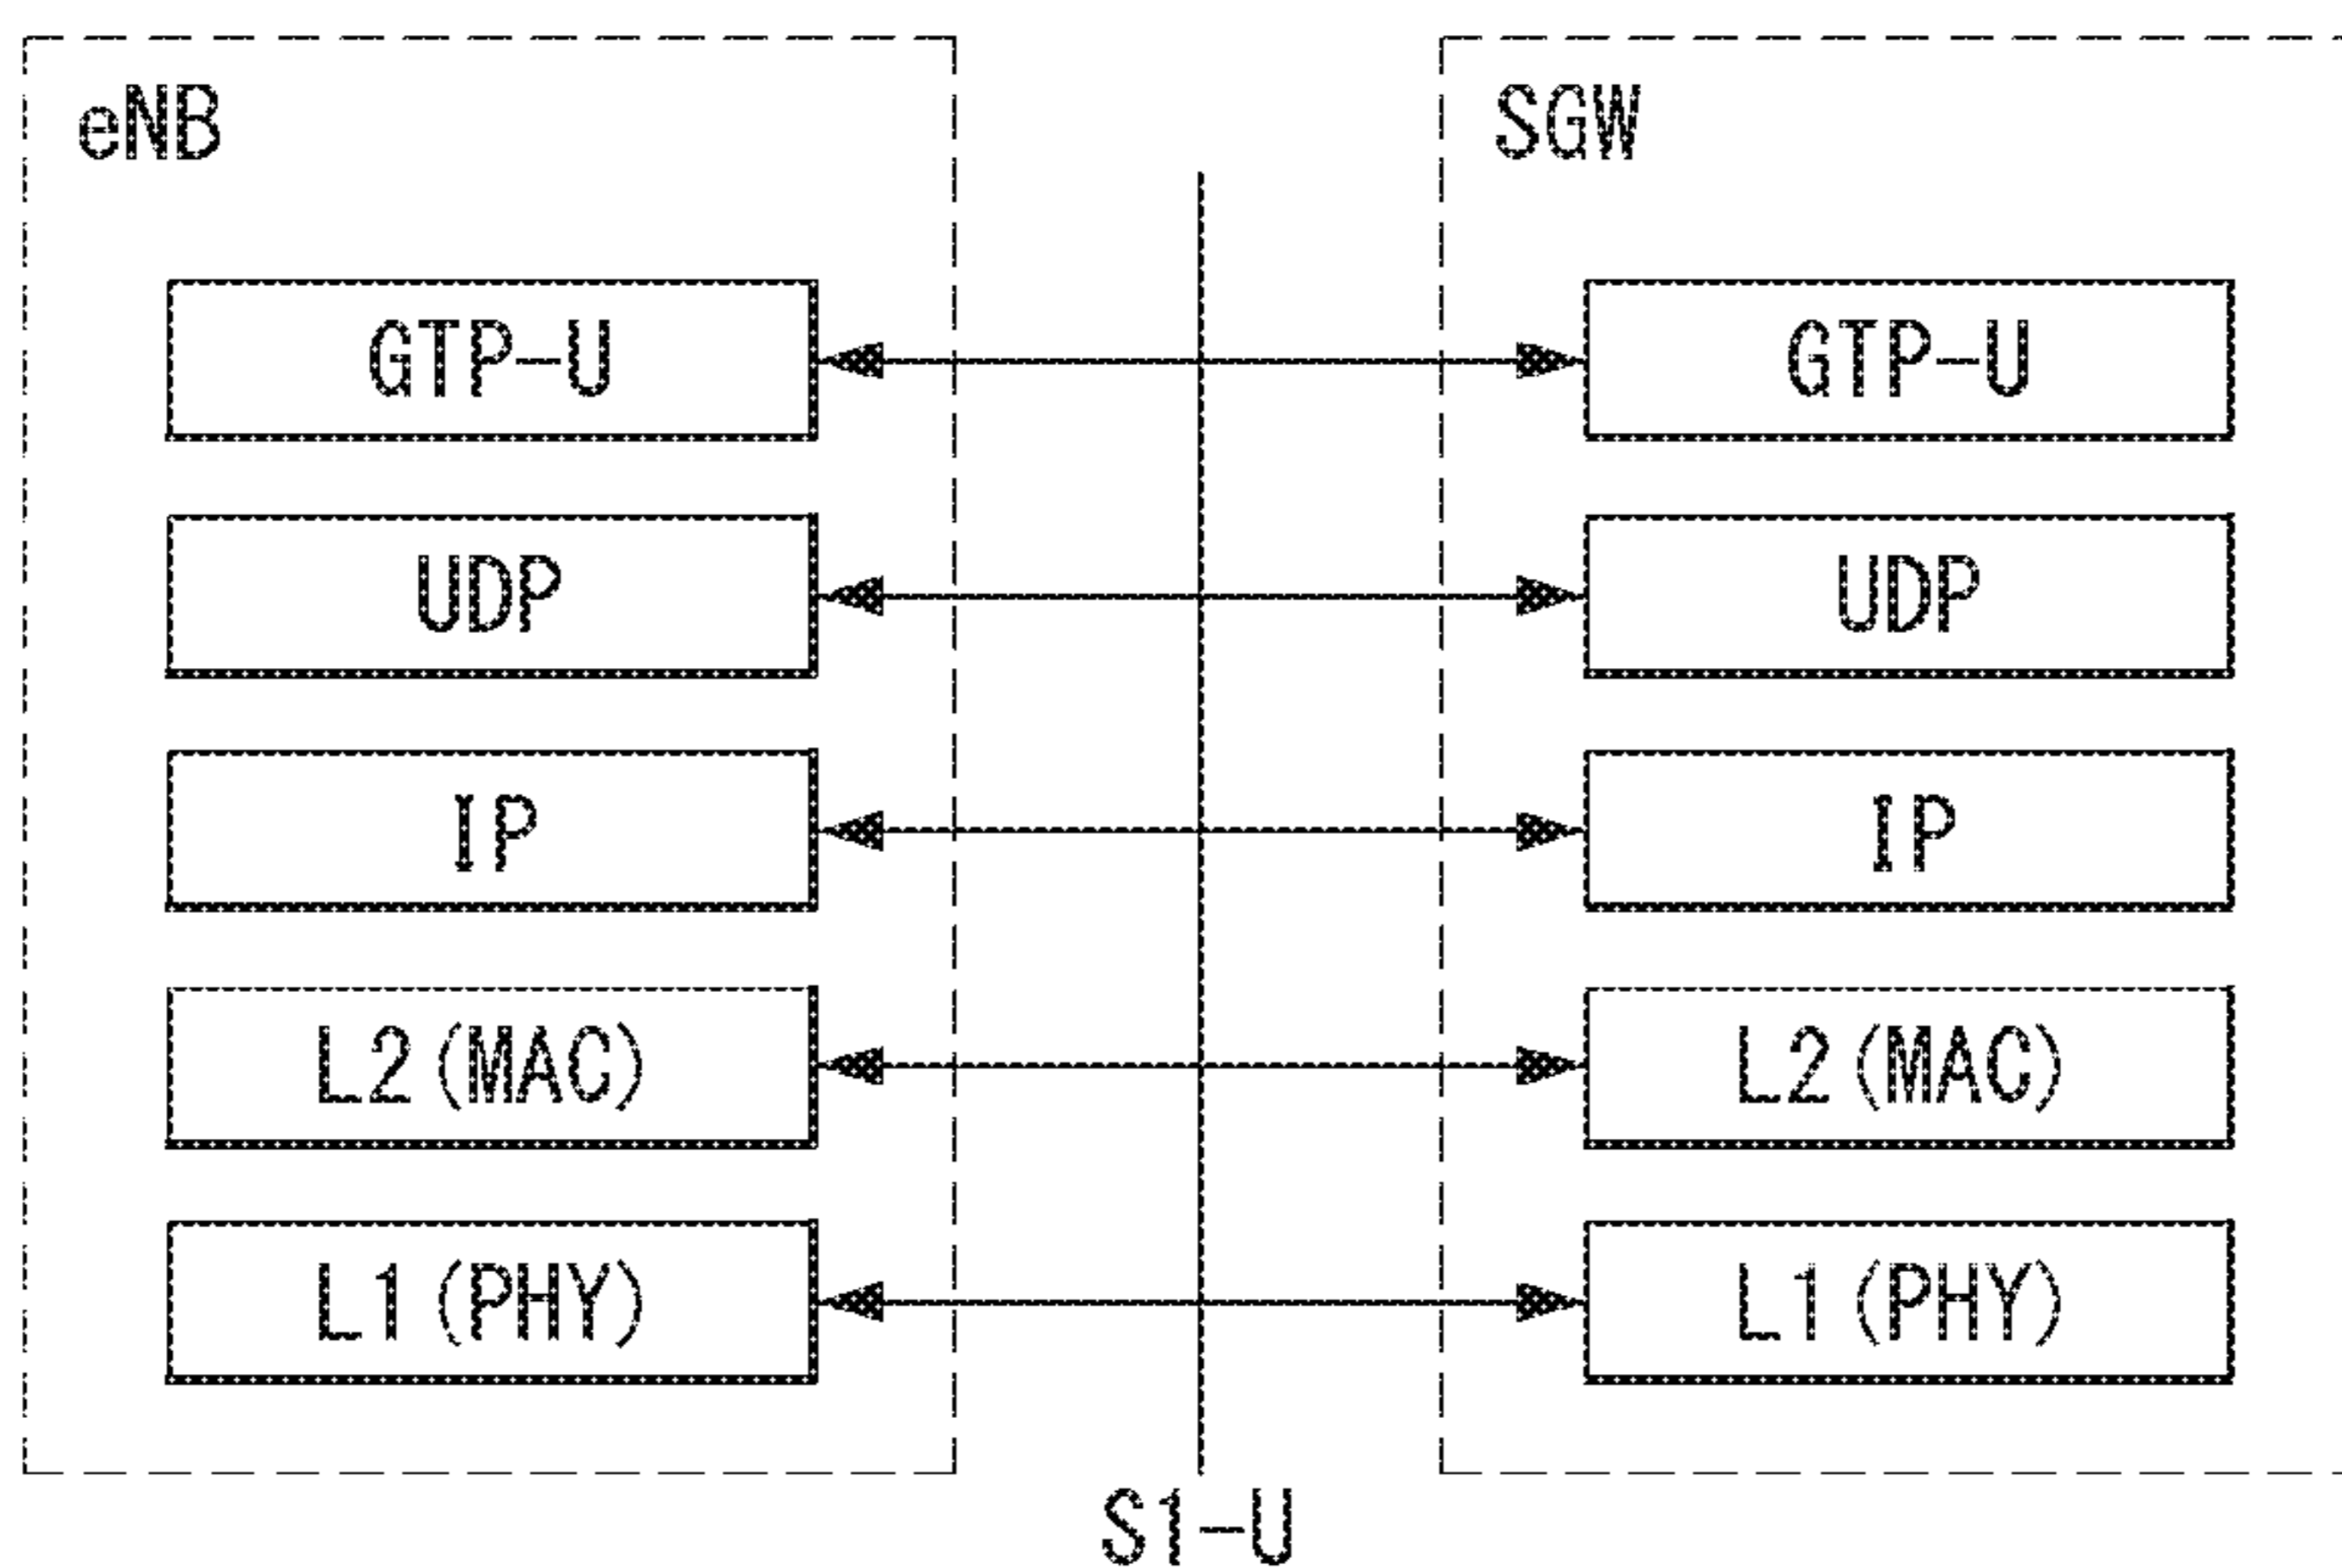 eNB
SGW
GTP-U
GTP-U
UDP
UDP
IP
IP
L2(MAC)
L2(MAC)
L1(PHY)
L1(PHY)
S1-U